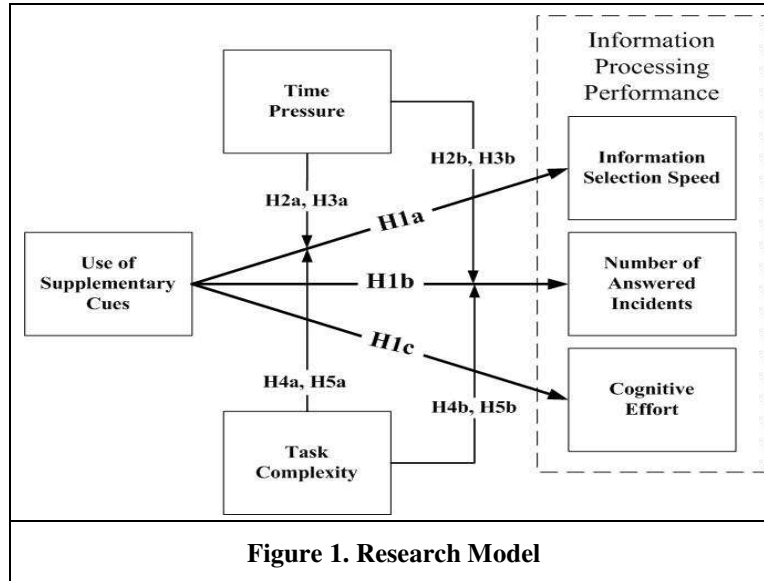 Information
Processing
Performance
Time
Pressure
H2b, H3b
Information
Selection Speed
H2a, H3a
H1a
Use of
Supplementary
Cues
H1b
Number of
Answered
Incidents
H1c
H4a, H5a
H4b, H5b
Cognitive
Effort
Task
Complexity
Figure 1. Research Model